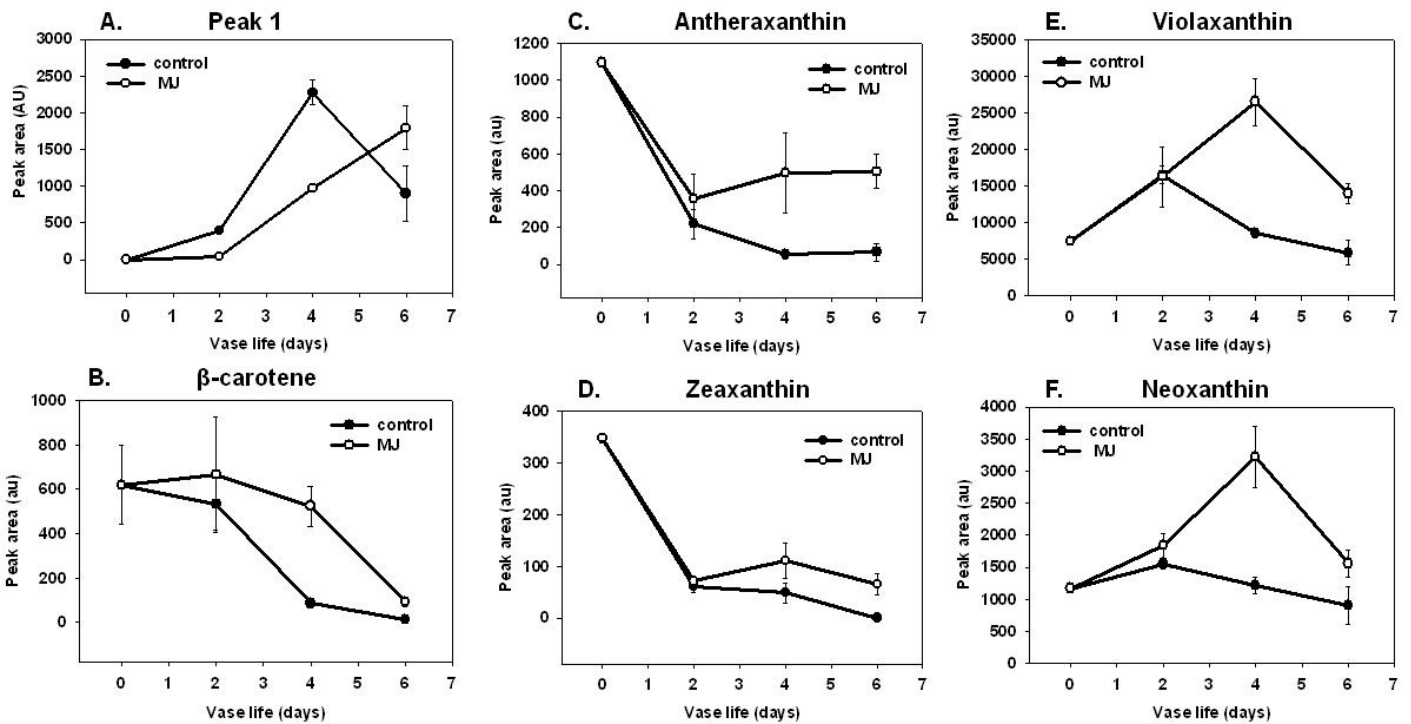 A. Peak 1
3000
2500
2000
1500
1000
500
0
Peak area (AU)
control
MJ
0 1 2 3 4 5 6 7
Vase life (days)
B. β-carotene
1000
800
600
400
200
0
Peak area (au)
control
MJ
0 1 2 3 4 5 6 7
Vase life (days)
C. Antheraxanthin
1200
1000
800
600
400
200
0
Peak area (au)
control
MJ
0 1 2 3 4 5 6 7
Vase life (days)
D. Zeaxanthin
400
300
200
100
0
Peak area (au)
control
MJ
0 1 2 3 4 5 6 7
Vase life (days)
E. Violaxanthin
35000
30000
25000
20000
15000
10000
5000
0
Peak area (au)
control
MJ
0 1 2 3 4 5 6 7
Vase life (days)
F. Neoxanthin
4000
3500
3000
2500
2000
1500
1000
500
0
Peak area (au)
control
MJ
0 1 2 3 4 5 6 7
Vase life (days)